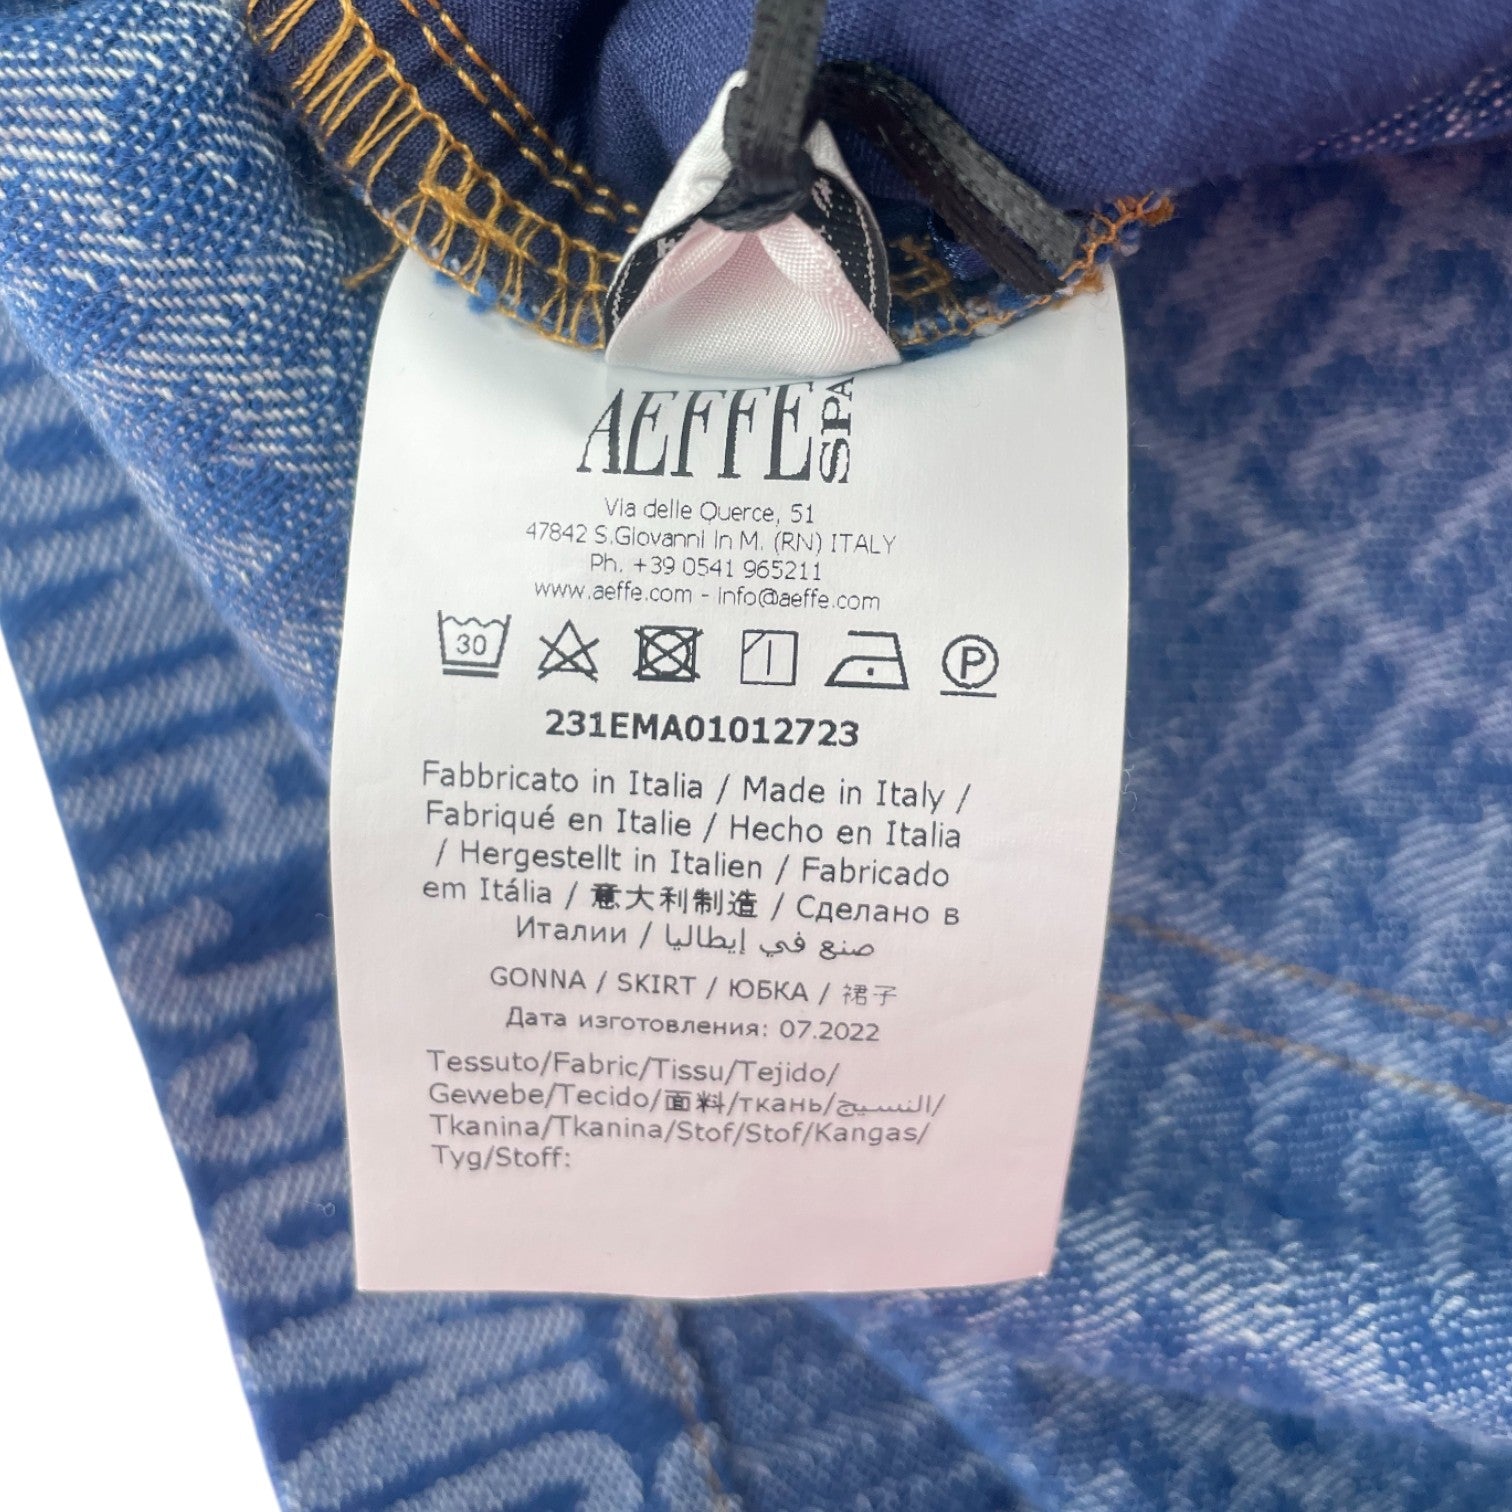 AEFFE SPA
Via delle Querce, 51
47842 S.Giovanni in M. (RN) ITALY
Ph. +39 0541 965211
www.aeffe.com - info@aeffe.com
30 P
231EMA01012723
Fabbricato in Italia / Made in Italy /
Fabriqué en Italie / Hecho en Italia
/ Hergestellt in Italien / Fabricado
em Itália / 意大利制造 / Сделано в
Италии / صنع في إيطاليا
GONNA / SKIRT / ЮБКА / 裙子
Дата изготовления: 07.2022
Tessuto/Fabric/Tissu/Tejido/
Gewebe/Tecido/面料/ткань/النسيج/
Tkanina/Tkanina/Stof/Stof/Kangas/
Tyg/Stoff: